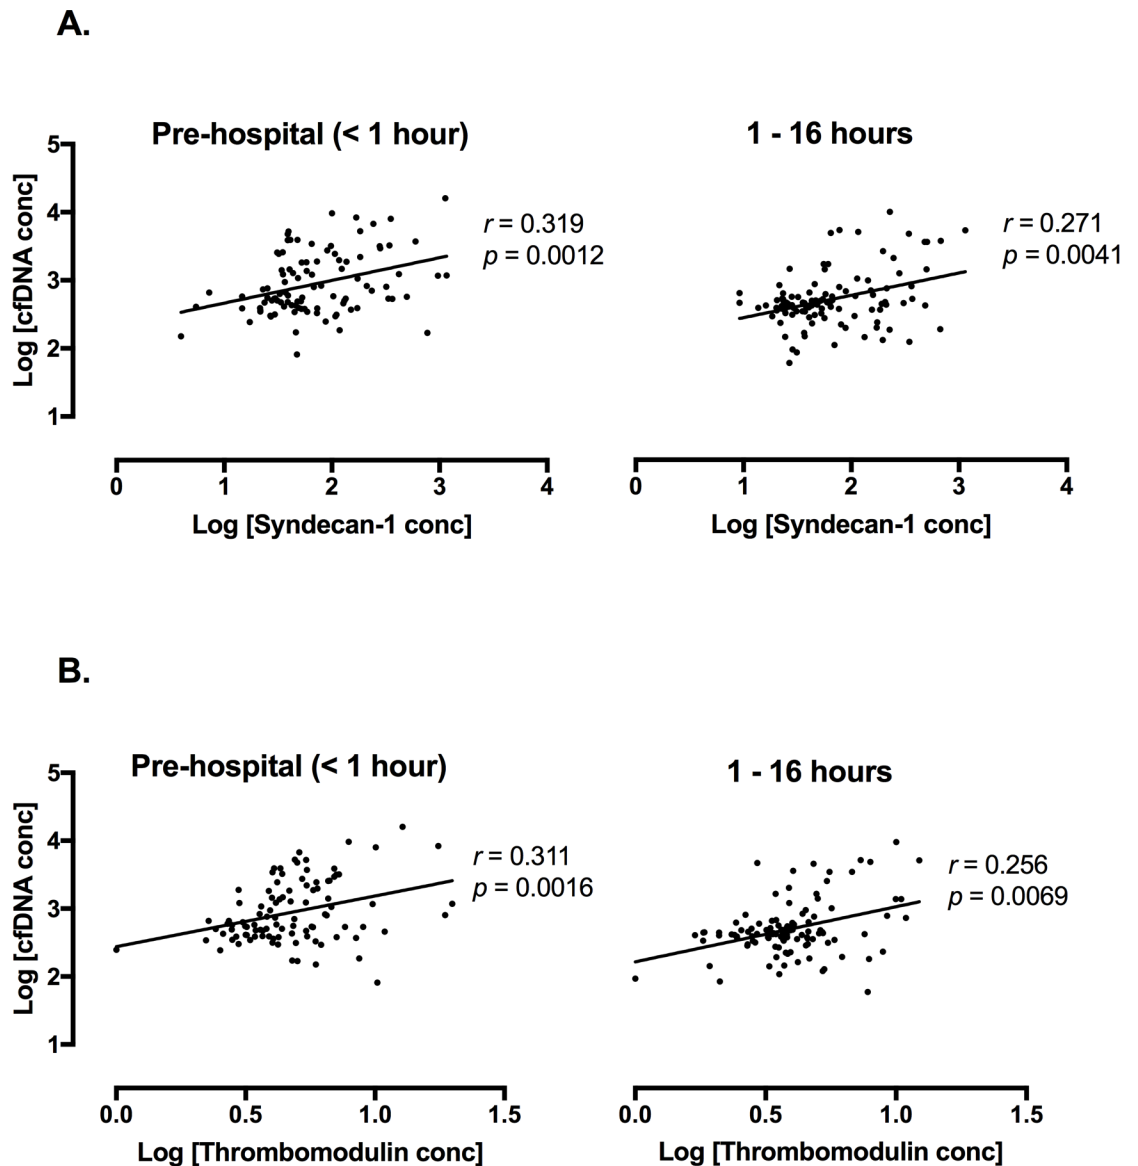 A.
Pre-hospital (< 1 hour)
1 - 16 hours
5
4
3
2
1
Log [cfDNA conc]
r = 0.319
p = 0.0012
r = 0.271
p = 0.0041
0 1 2 3 4
Log [Syndecan-1 conc]
0 1 2 3 4
Log [Syndecan-1 conc]
B.
Pre-hospital (< 1 hour)
1 - 16 hours
5
4
3
2
1
Log [cfDNA conc]
r = 0.311
p = 0.0016
r = 0.256
p = 0.0069
0.0 0.5 1.0 1.5
Log [Thrombomodulin conc]
0.0 0.5 1.0 1.5
Log [Thrombomodulin conc]